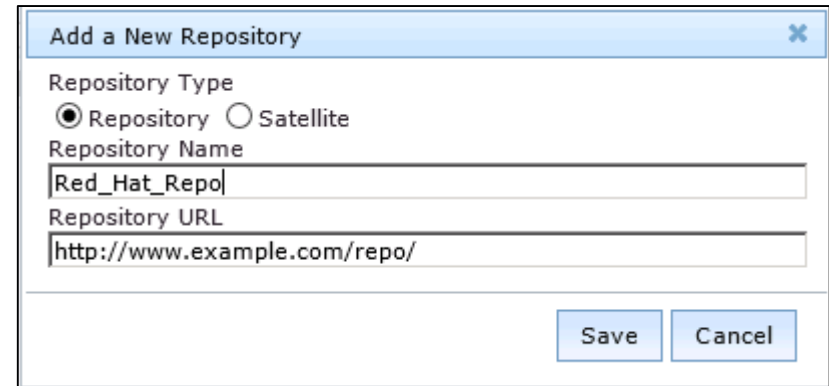 Add a New Repository
Repository Type
Repository Satellite
Repository Name
Red_Hat_Repo
Repository URL
http://www.example.com/repo/
Save Cancel